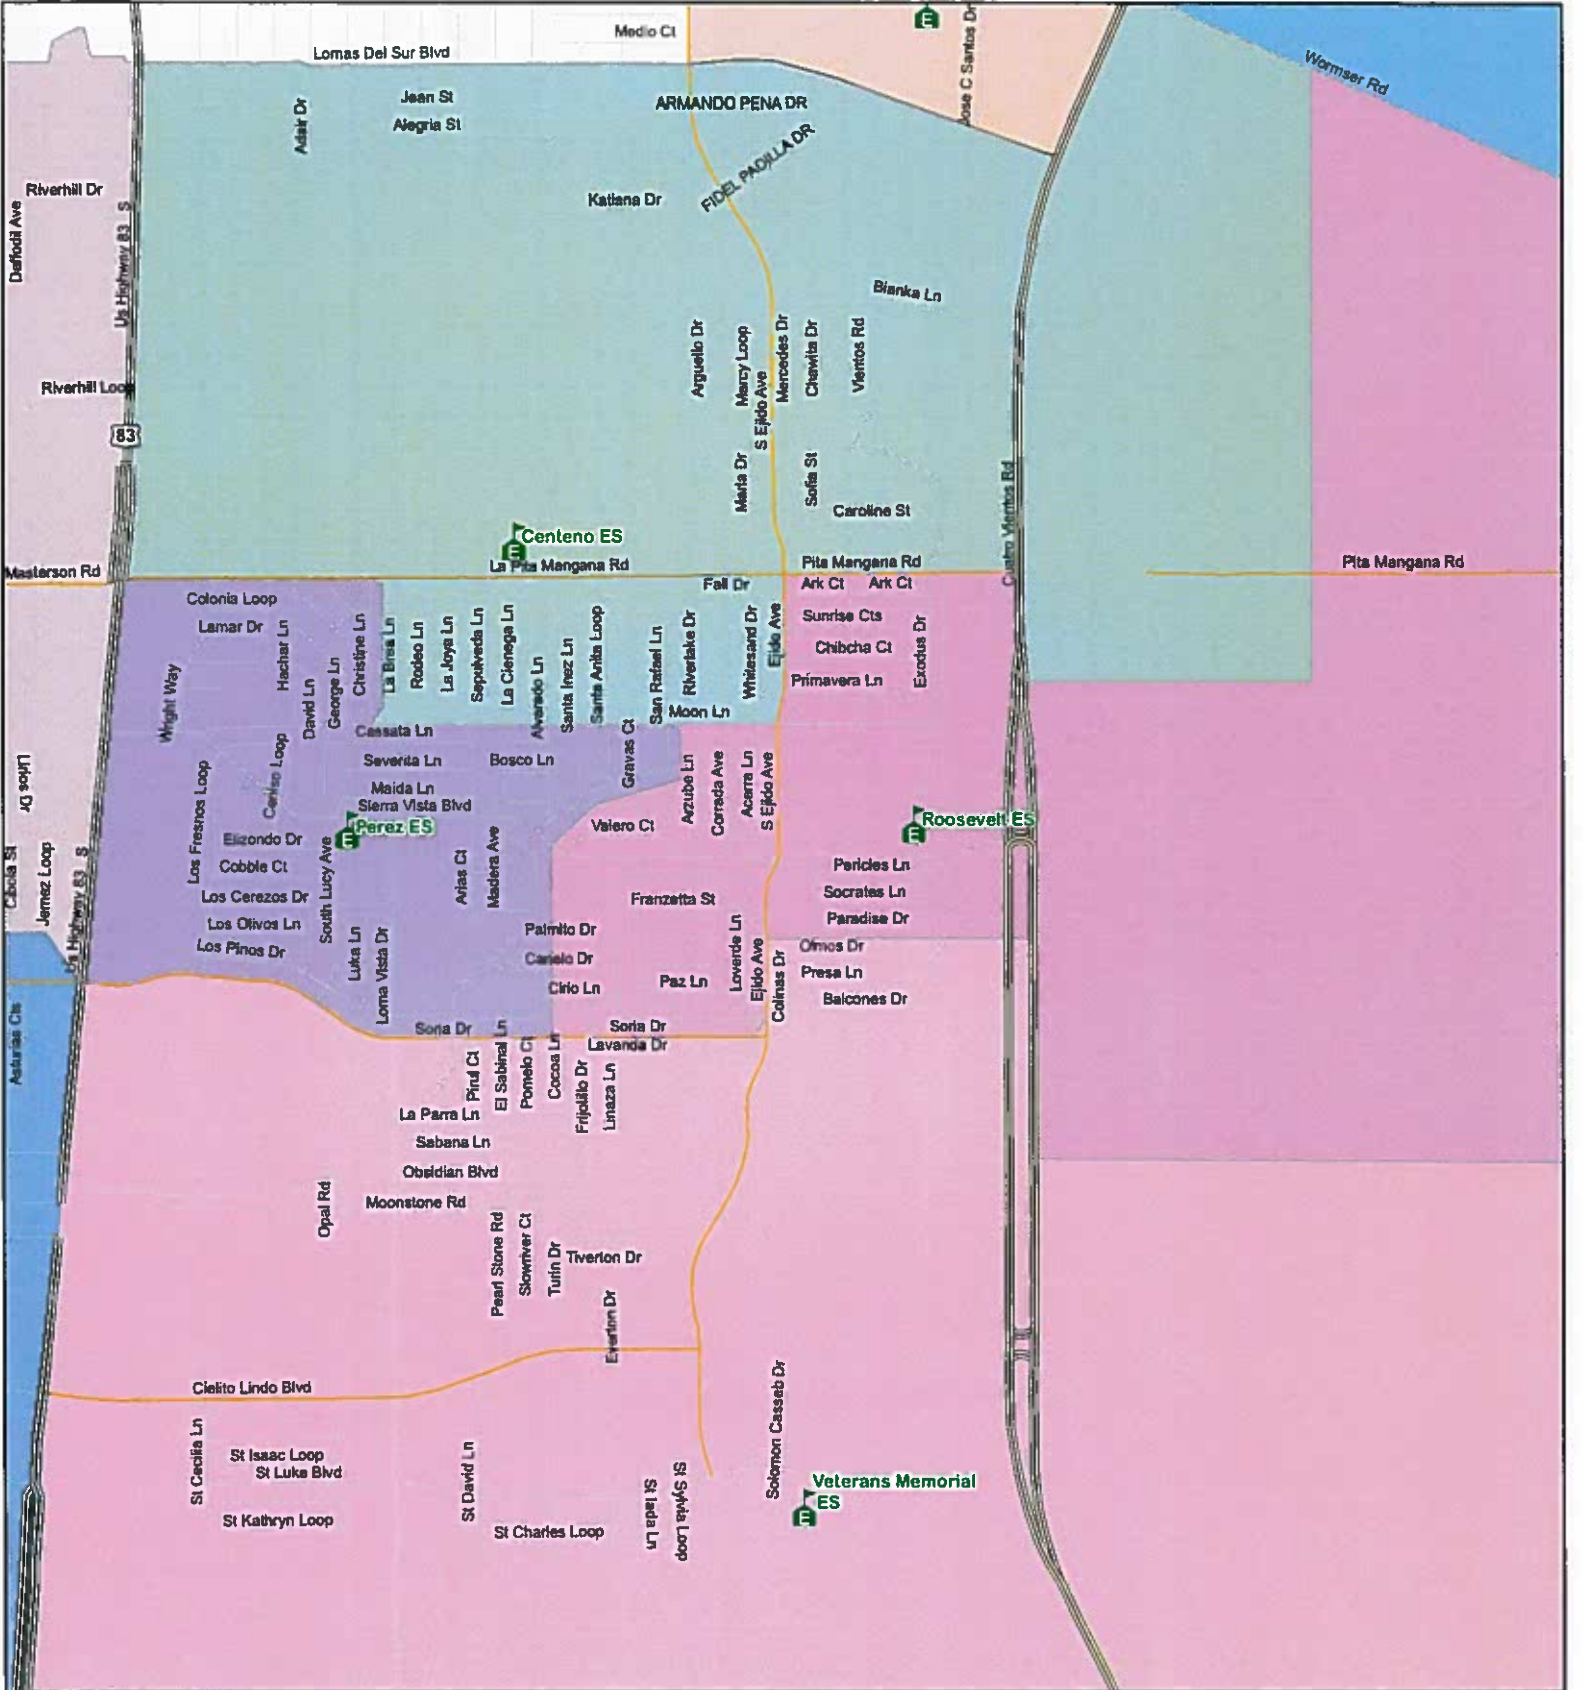 Medio Ct
Jose C Santos Dr
Lomas Del Sur Blvd
Wormser Rd
Jean St
ARMANDO PENA DR
Adair Dr
Alegria St
FIDEL PADILLA DR
Riverhill Dr
Katiana Dr
Daffodil Ave
Us Highway 83 S
Bianka Ln
Arguello Dr
Marcy Loop
Mercedes Dr
Chawita Dr
Vientos Rd
Riverhill Loop
S Ejido Ave
83
Maria Dr
Sofia St
Caroline St
Cuatro Vientos Rd
Centeno ES
E
La Pita Mangana Rd
Pita Mangana Rd
Pita Mangana Rd
Masterson Rd
Fall Dr
Ark Ct
Ark Ct
Colonia Loop
Lamar Dr
Hachar Ln
Christine Ln
La Brea Ln
Rodeo Ln
La Joya Ln
Sepulveda Ln
La Cienega Ln
Santa Inez Ln
Santa Anita Loop
San Rafael Ln
Riverlake Dr
Whitesand Dr
Ejido Ave
Sunrise Cts
Chibcha Ct
Exodus Dr
Primavera Ln
Wright Way
David Ln
George Ln
Alvarado Ln
Moon Ln
Cassata Ln
Ceniso Loop
Severita Ln
Bosco Ln
Gravas Ct
Arzube Ln
Corrada Ave
Acerra Ln
S Ejido Ave
Llnos Dr
Los Fresnos Loop
Maida Ln
Sierra Vista Blvd
Perez ES
E
Valero Ct
Roosevelt ES
E
Elizondo Dr
Cobble Ct
South Lucy Ave
Arias Ct
Madera Ave
Pericles Ln
Cibola St
Jemez Loop
Us Highway 83 S
Los Cerezos Dr
Franzetta St
Socrates Ln
Los Olivos Ln
Palmito Dr
Paradise Dr
Los Pinos Dr
Luka Ln
Loma Vista Dr
Canelo Dr
Loverde Ln
Ejido Ave
Colinas Dr
Olmos Dr
Cirio Ln
Paz Ln
Presa Ln
Balcones Dr
Asturias Cts
Soria Dr
Soria Dr
Lavanda Dr
Pirul Ct
El Sabinal Ln
Pomelo Ct
Cocoa Ln
Frijolillo Dr
Linaza Ln
La Parra Ln
Sabana Ln
Obsidian Blvd
Opal Rd
Moonstone Rd
Pearl Stone Rd
Slowriver Ct
Turin Dr
Tiverton Dr
Everton Dr
Cielito Lindo Blvd
Solomon Casseb Dr
St Cecilia Ln
St Isaac Loop
St Luke Blvd
St David Ln
St Kathryn Loop
St Charles Loop
St Iada Ln
St Sylvia Loop
Veterans Memorial
ES
E
E